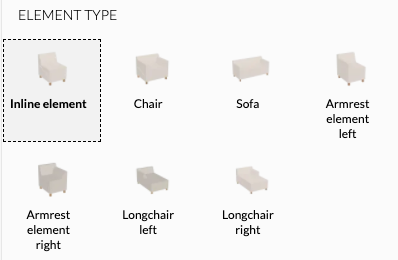 ELEMENT TYPE
Inline element
Chair
Sofa
Armrest
element
left
Armrest
element
right
Longchair
left
Longchair
right